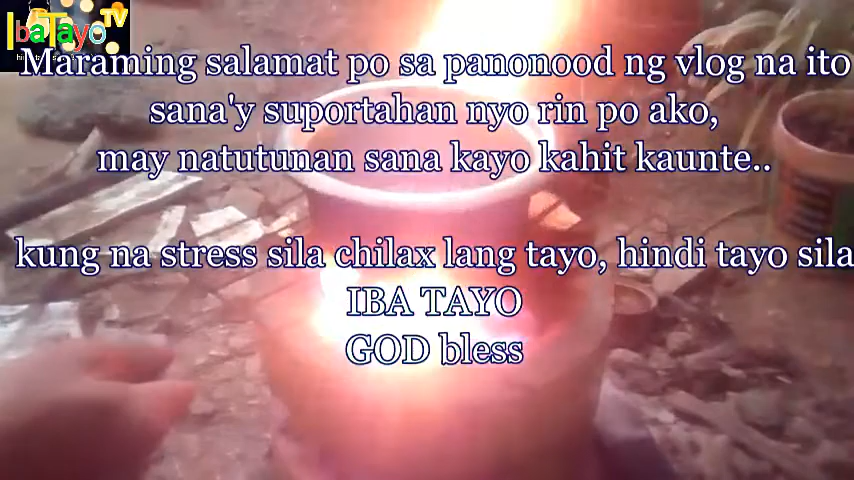 IbaTayo TV
Maraming salamat po sa panonood ng vlog na ito
sana'y suportahan nyo rin po ako,
may natutunan sana kayo kahit kaunte..
kung na stress sila chilax lang tayo, hindi tayo sila
IBA TAYO
GOD bless